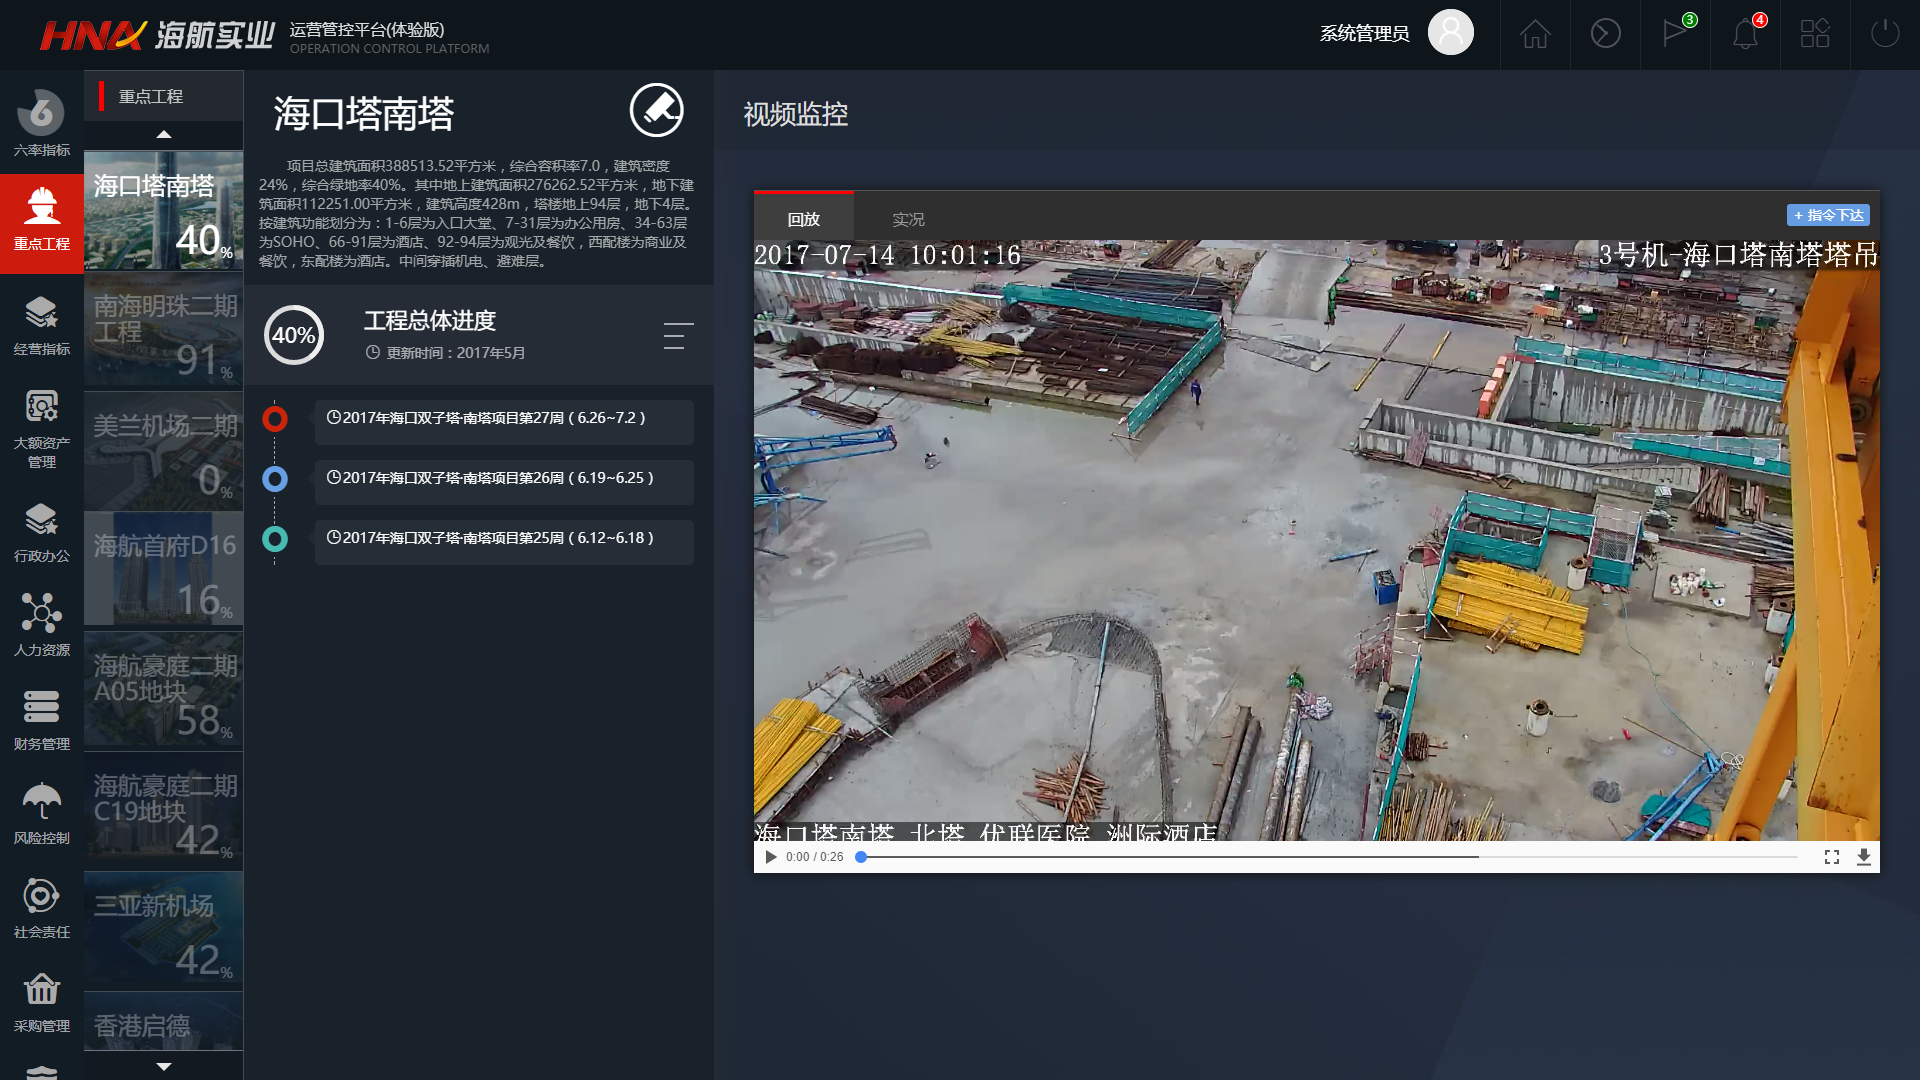 HNA 海航实业
运营管控平台(体验版)
OPERATION CONTROL PLATFORM
系统管理员
3
4
六率指标
重点工程
经营指标
大额资产
管理
行政办公
人力资源
财务管理
风险控制
社会责任
采购管理
重点工程
海口塔南塔
40%
南海明珠二期
工程
91%
美兰机场二期
0%
海航首府D16
16%
海航豪庭二期
A05地块
58%
海航豪庭二期
C19地块
42%
三亚新机场
42%
香港启德
海口塔南塔
项目总建筑面积388513.52平方米，综合容积率7.0，建筑密度
24%，综合绿地率40%。其中地上建筑面积276262.52平方米，地下建
筑面积112251.00平方米，建筑高度428m，塔楼地上94层，地下4层。
按建筑功能划分为：1-6层为入口大堂、7-31层为办公用房、34-63层
为SOHO、66-91层为酒店、92-94层为观光及餐饮，西配楼为商业及
餐饮，东配楼为酒店。中间穿插机电、避难层。
40%
工程总体进度
更新时间：2017年5月
2017年海口双子塔-南塔项目第27周（6.26~7.2）
2017年海口双子塔-南塔项目第26周（6.19~6.25）
2017年海口双子塔-南塔项目第25周（6.12~6.18）
视频监控
回放
实况
+ 指令下达
2017-07-14 10:01:16
3号机-海口塔南塔塔吊
海口塔南塔 北塔 优联医院 洲际酒店
0:00 / 0:26